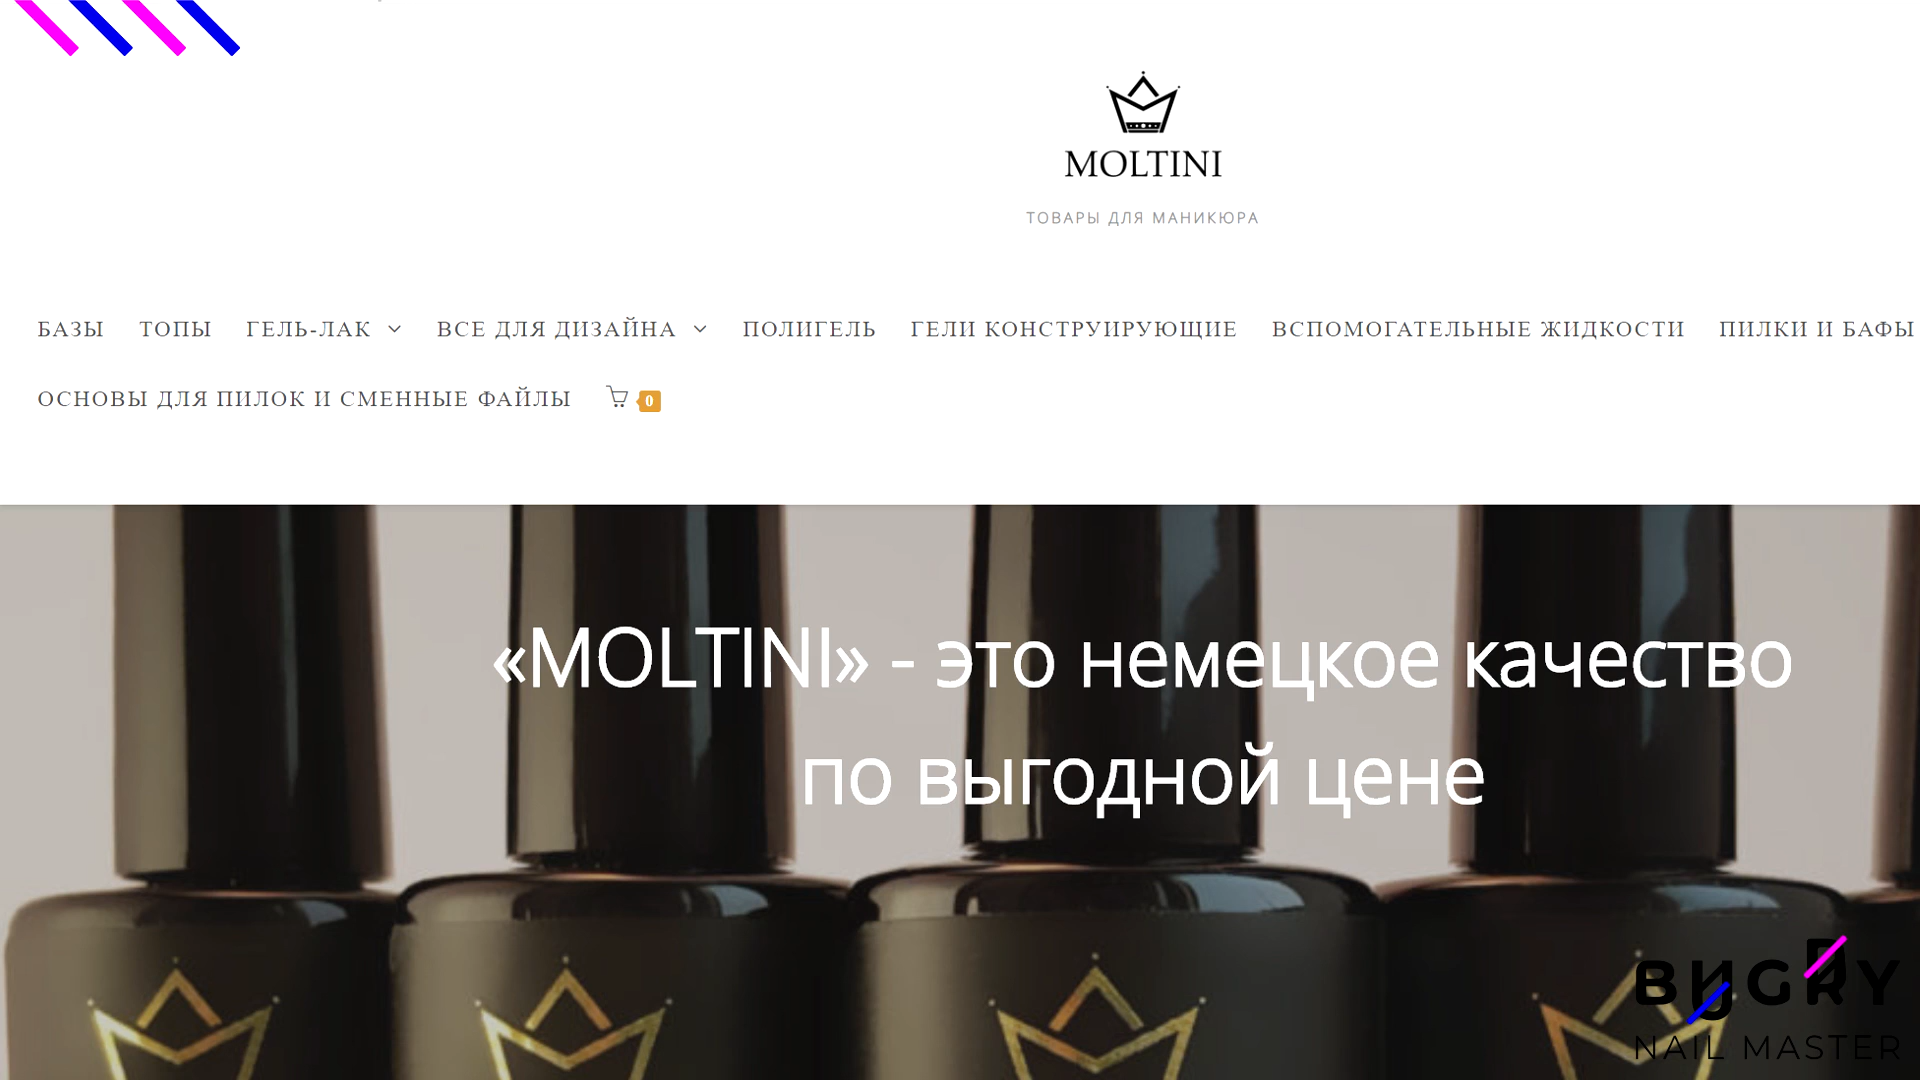 MOLTINI
ТОВАРЫ ДЛЯ МАНИКЮРА
БАЗЫ ТОПЫ ГЕЛЬ-ЛАК ВСЕ ДЛЯ ДИЗАЙНА ПОЛИГЕЛЬ ГЕЛИ КОНСТРУИРУЮЩИЕ ВСПОМОГАТЕЛЬНЫЕ ЖИДКОСТИ ПИЛКИ И БАФЫ
ОСНОВЫ ДЛЯ ПИЛОК И СМЕННЫЕ ФАЙЛЫ 0
«MOLTINI» - это немецкое качество
по выгодной цене
NAIL MASTER